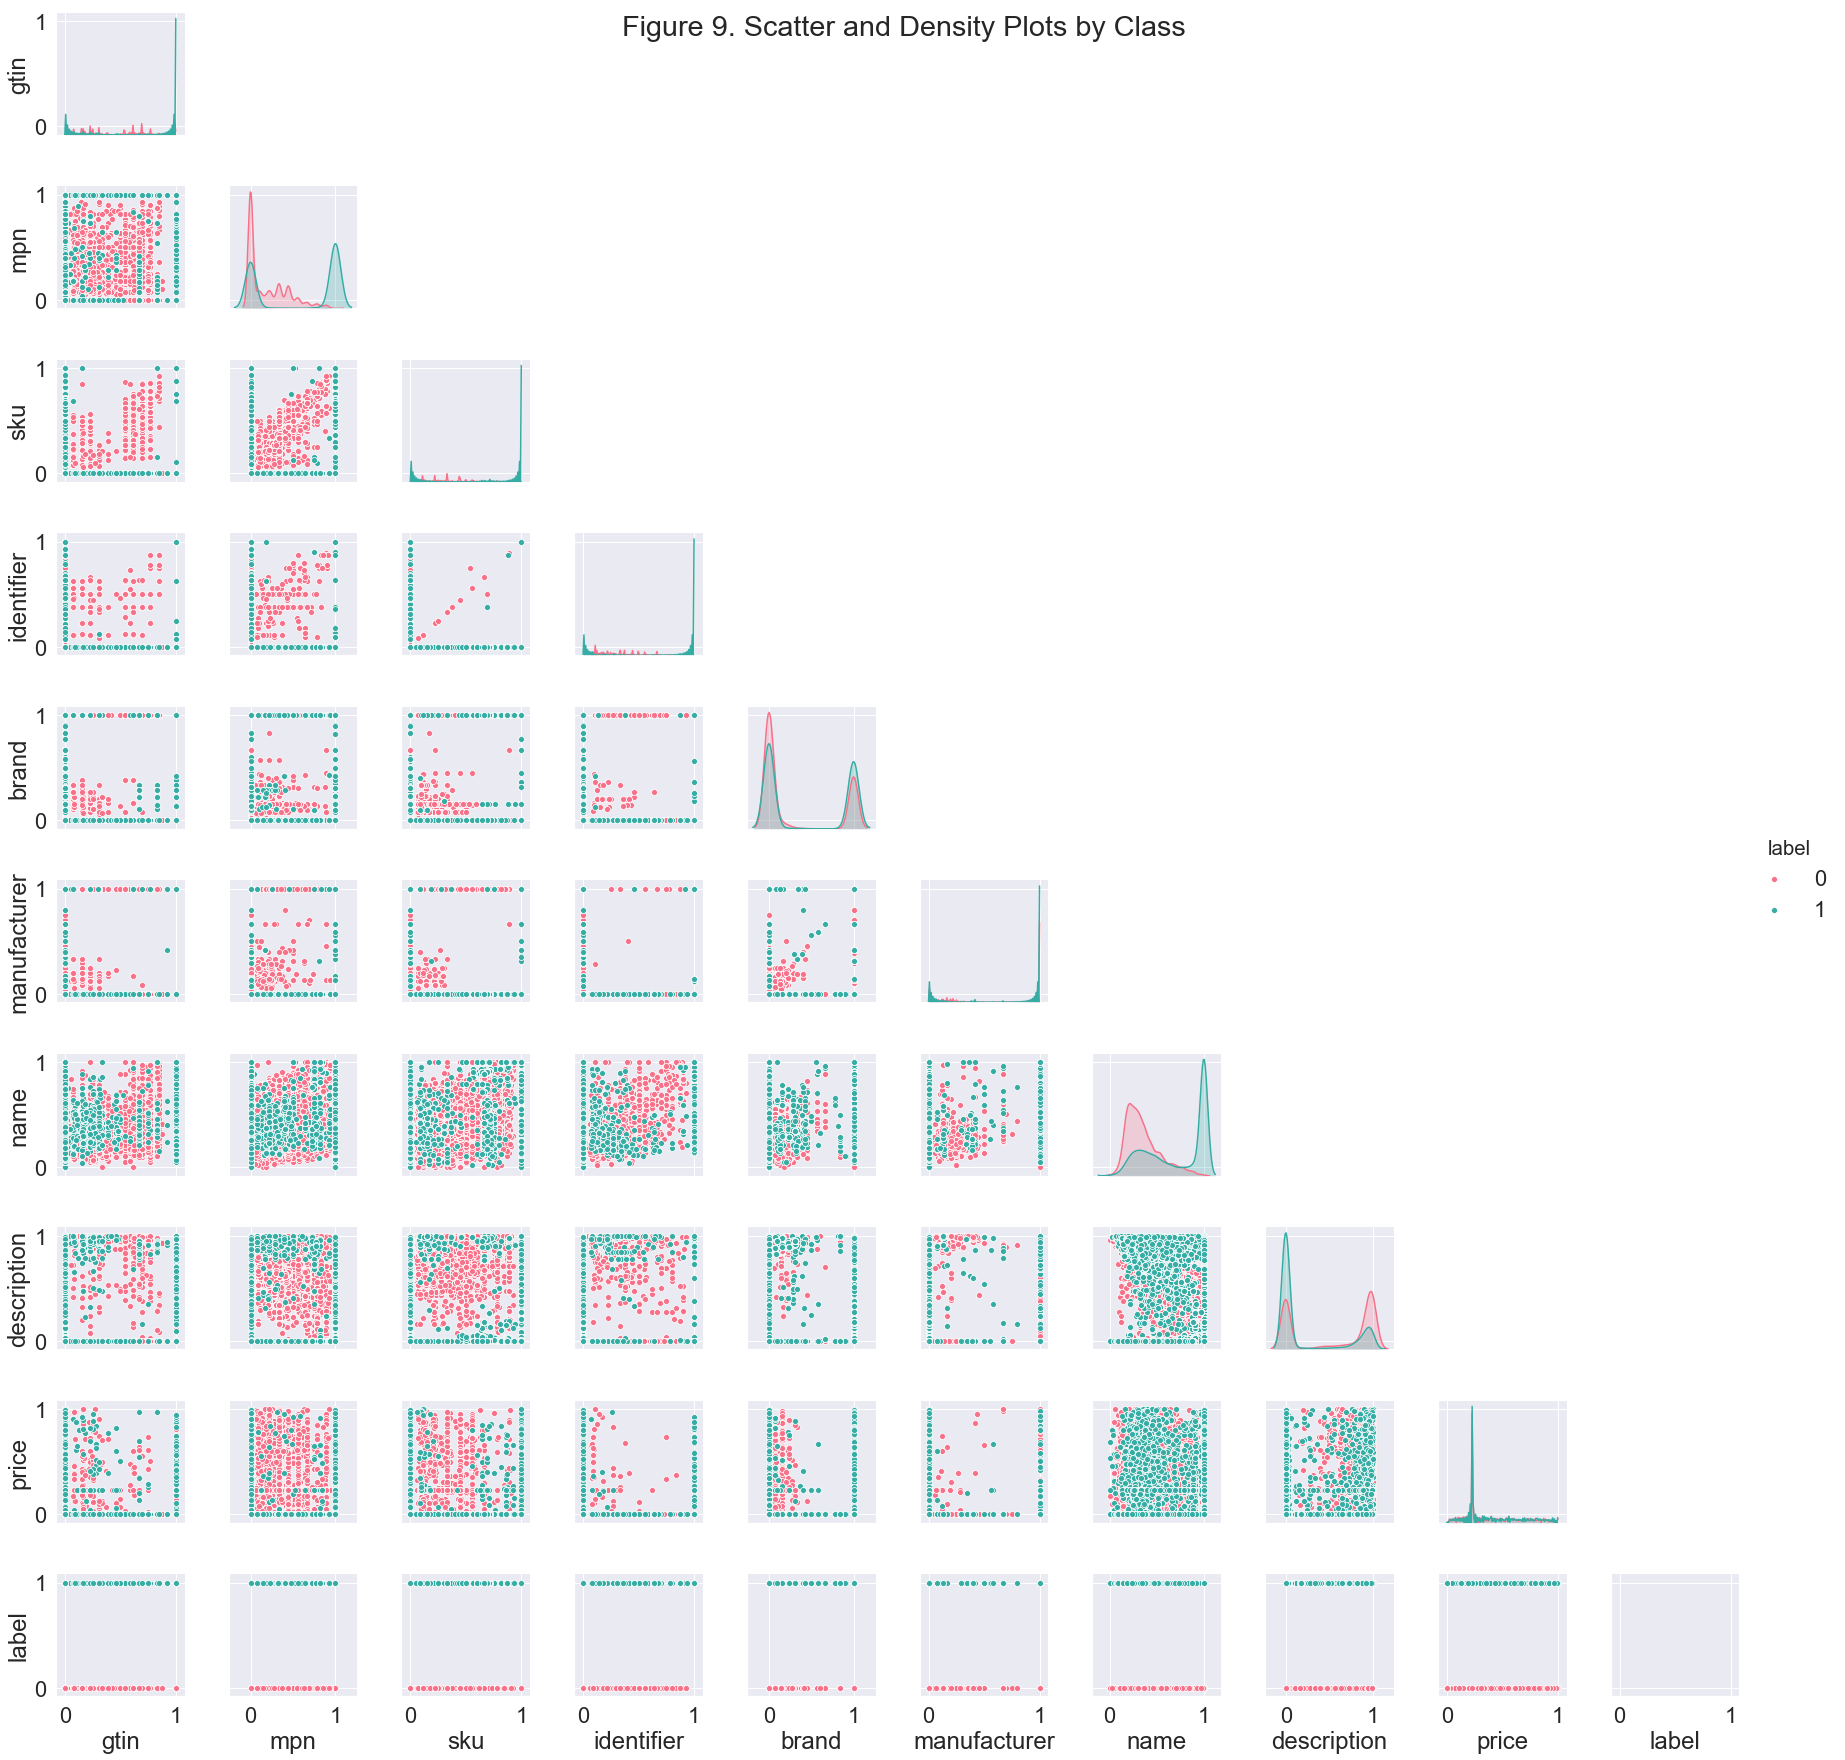 Figure 9. Scatter and Density Plots by Class
1
gtin
0
1
mpn
0
1
sku
0
1
identifier
0
1
brand
0
label
0
1
1
manufacturer
0
1
name
0
1
description
0
1
price
0
1
label
0
0 1 0 1 0 1 0 1 0 1 0 1 0 1 0 1 0 1 0 1
gtin mpn sku identifier brand manufacturer name description price label